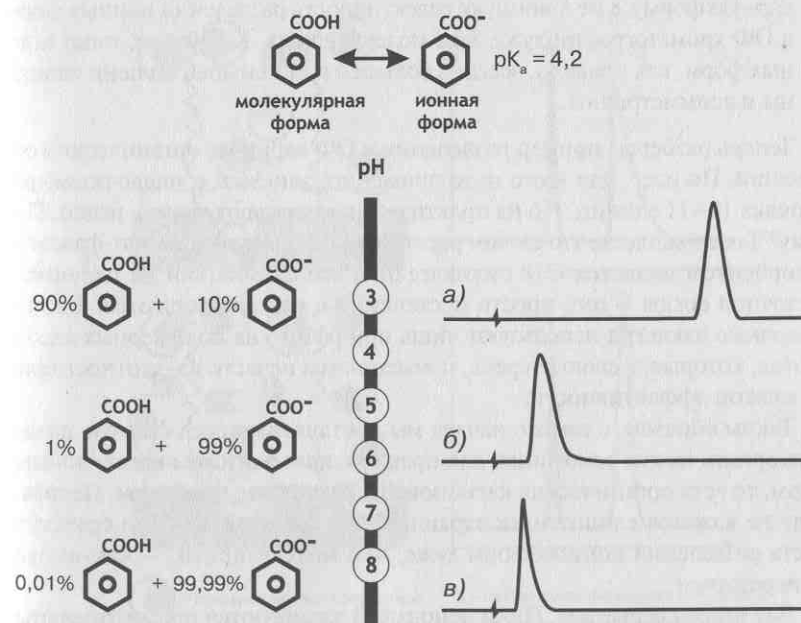 COOH
COO⁻
pKₐ = 4,2
молекулярная форма
ионная форма
pH
COOH
COO⁻
90% + 10%
3
а)
4
5
COOH
COO⁻
1% + 99%
6
б)
7
COOH
COO⁻
0,01% + 99,99%
8
в)